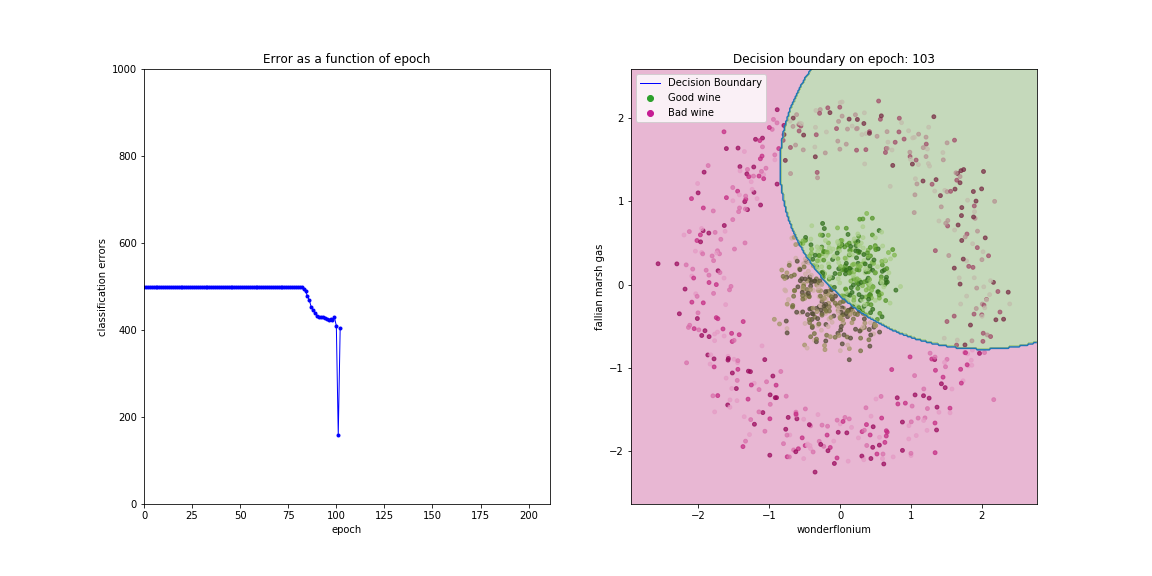 Error as a function of epoch
1000
800
600
400
200
0
classification errors
0 25 50 75 100 125 150 175 200
epoch
Decision boundary on epoch: 103
Decision Boundary
Good wine
Bad wine
2
1
0
−1
−2
fallian marsh gas
−2 −1 0 1 2
wonderflonium